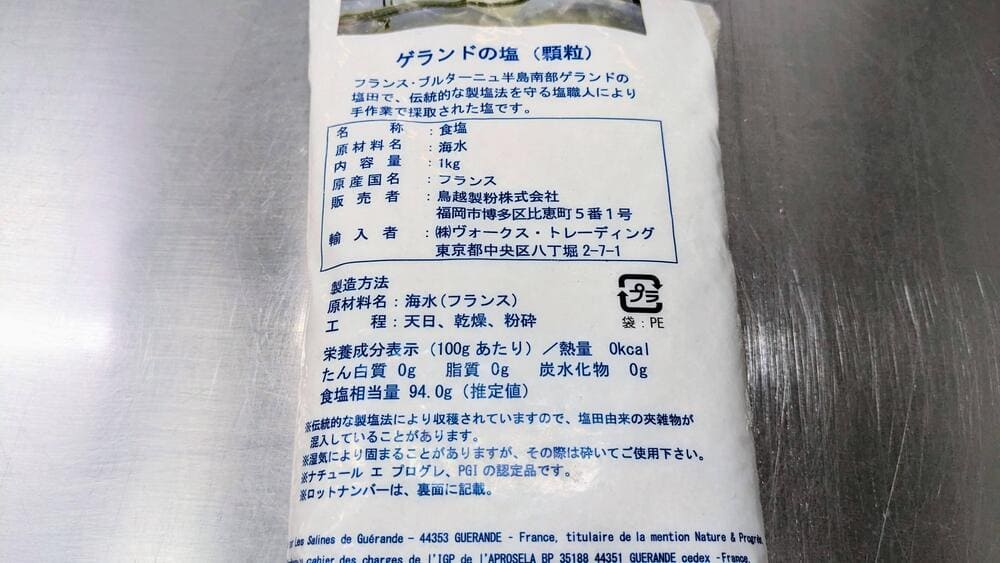 ゲランドの塩（顆粒）
フランス・ブルターニュ半島南部ゲランドの
塩田で、伝統的な製塩法を守る塩職人により
手作業で採取された塩です。
名称：食塩
原材料名：海水
内容量：1kg
原産国名：フランス
販売者：鳥越製粉株式会社
福岡市博多区比恵町５番１号
輸入者：㈱ヴォークス・トレーディング
東京都中央区八丁堀 2-7-1
製造方法
原材料名：海水（フランス）
工程：天日、乾燥、粉砕
プラ
袋：PE
栄養成分表示（100g あたり）／熱量 0kcal
たん白質 0g 脂質 0g 炭水化物 0g
食塩相当量 94.0g（推定値）
※伝統的な製塩法により収穫されていますので、塩田由来の夾雑物が
混入していることがあります。
※湿気により固まることがありますが、その際は砕いてご使用下さい。
※ナチュール エ プログレ、PGI の認定品です。
※ロットナンバーは、裏面に記載。
Les Salines de Guérande – 44353 GUERANDE - France, titulaire de la mention Nature &
cahier des charges de l'IGP de l'APROSELA BP 35188 44351 GUERANDE cedex -France.